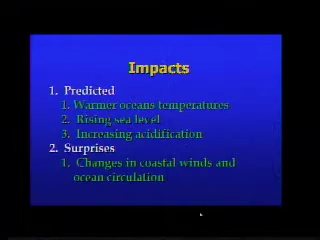 Impacts
1. Predicted
1. Warmer oceans temperatures
2. Rising sea level
3. Increasing acidification
2. Surprises
1. Changes in coastal winds and
ocean circulation